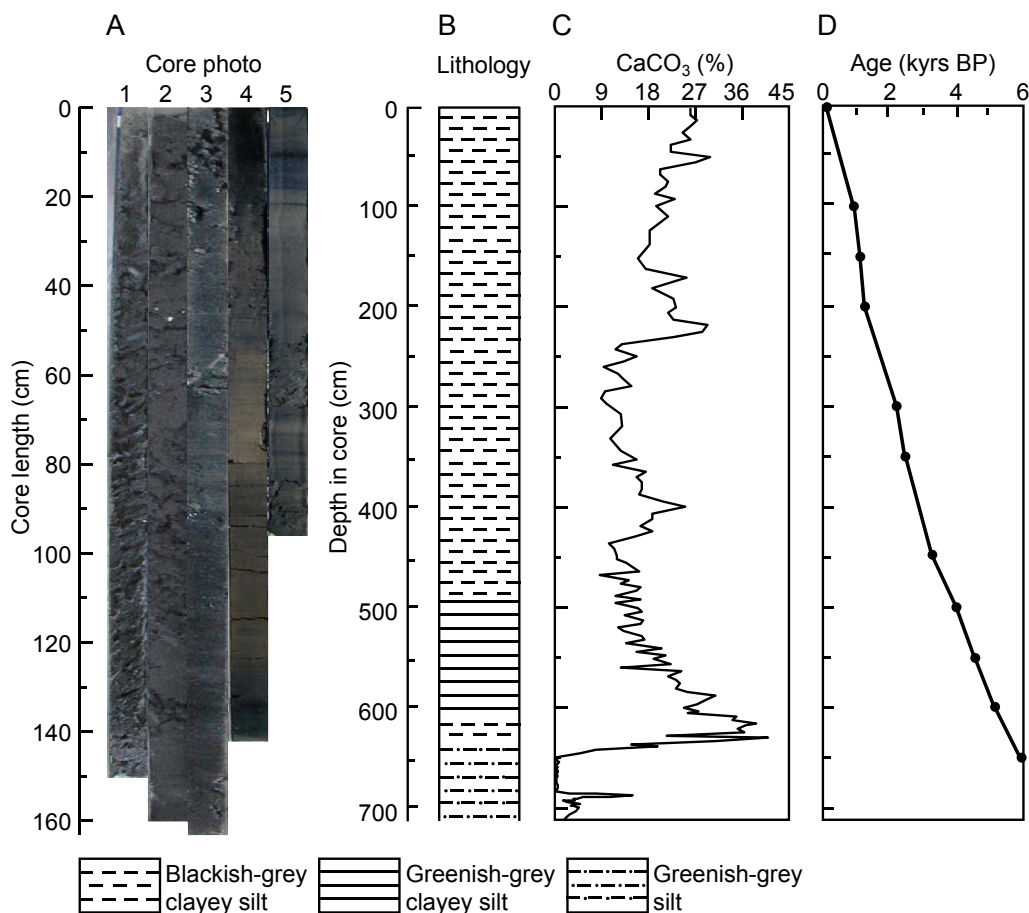 A
B
C
D
Core photo
Lithology
CaCO₃ (%)
Age (kyrs BP)
1 2 3 4 5
0 9 18 27 36 45
0 2 4 6
Core length (cm)
0
20
40
60
80
100
120
140
160
Depth in core (cm)
0
100
200
300
400
500
600
700
Blackish-grey
clayey silt
Greenish-grey
clayey silt
Greenish-grey
silt